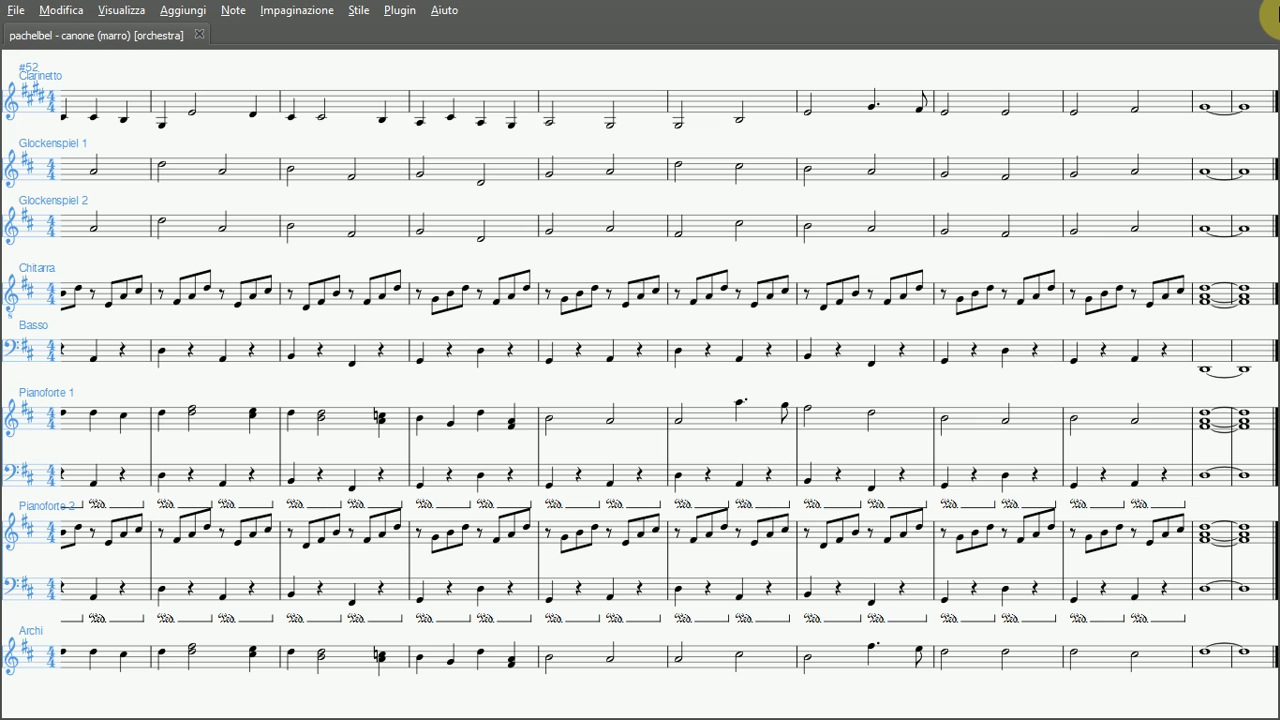 File Modifica Visualizza Aggiungi Note Impaginazione Stile Plugin Aiuto
pachelbel - canone (marro) [orchestra]
#52
Clarinetto
Glockenspiel 1
Glockenspiel 2
Chitarra
Basso
Pianoforte 1
Pianoforte 2
Archi